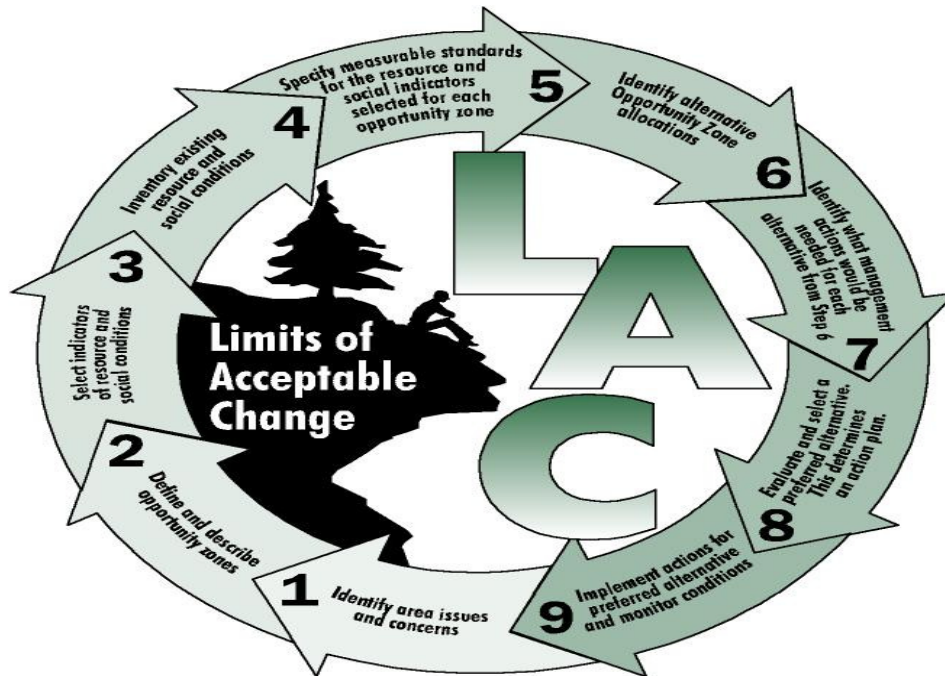 1
Identify area issues
and concerns
2
Define and describe
opportunity zones
3
Select indicators
of resource and
social conditions
4
Inventory existing
resource and
social conditions
5
Specify measurable standards
for the resource and
social indicators
selected for each
opportunity zone
6
Identify alternative
Opportunity Zone
allocations
7
Identify what management
actions would be
needed for each
alternative from Step 6
8
Evaluate and select a
preferred alternative.
This determines
an action plan.
9
Implement actions for
preferred alternative
and monitor conditions
Limits of
Acceptable
Change
L
A
C